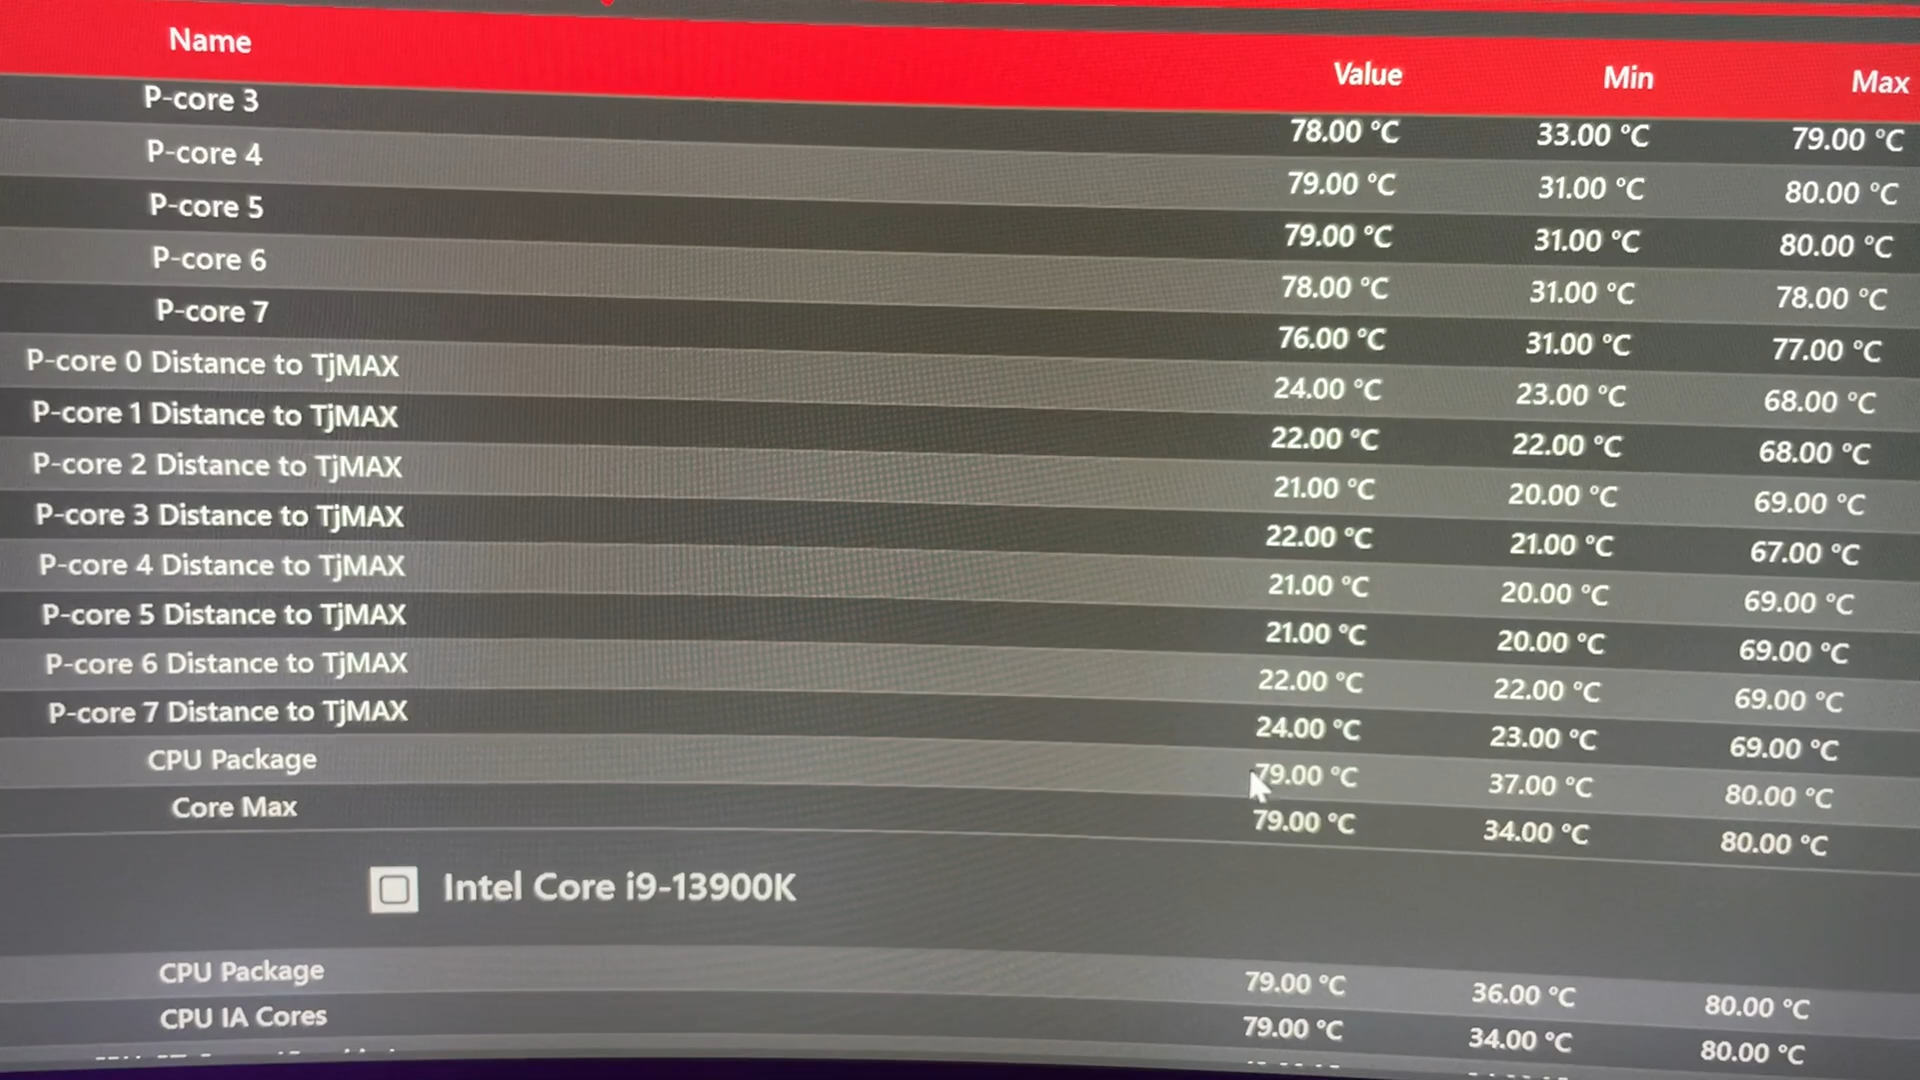 Name Value Min Max
P-core 3 78.00 °C 33.00 °C 79.00 °C
P-core 4 79.00 °C 31.00 °C 80.00 °C
P-core 5 79.00 °C 31.00 °C 80.00 °C
P-core 6 78.00 °C 31.00 °C 78.00 °C
P-core 7 76.00 °C 31.00 °C 77.00 °C
P-core 0 Distance to TjMAX 24.00 °C 23.00 °C 68.00 °C
P-core 1 Distance to TjMAX 22.00 °C 22.00 °C 68.00 °C
P-core 2 Distance to TjMAX 21.00 °C 20.00 °C 69.00 °C
P-core 3 Distance to TjMAX 22.00 °C 21.00 °C 67.00 °C
P-core 4 Distance to TjMAX 21.00 °C 20.00 °C 69.00 °C
P-core 5 Distance to TjMAX 21.00 °C 20.00 °C 69.00 °C
P-core 6 Distance to TjMAX 22.00 °C 22.00 °C 69.00 °C
P-core 7 Distance to TjMAX 24.00 °C 23.00 °C 69.00 °C
CPU Package 79.00 °C 37.00 °C 80.00 °C
Core Max 79.00 °C 34.00 °C 80.00 °C
Intel Core i9-13900K
CPU Package 79.00 °C 36.00 °C 80.00 °C
CPU IA Cores 79.00 °C 34.00 °C 80.00 °C